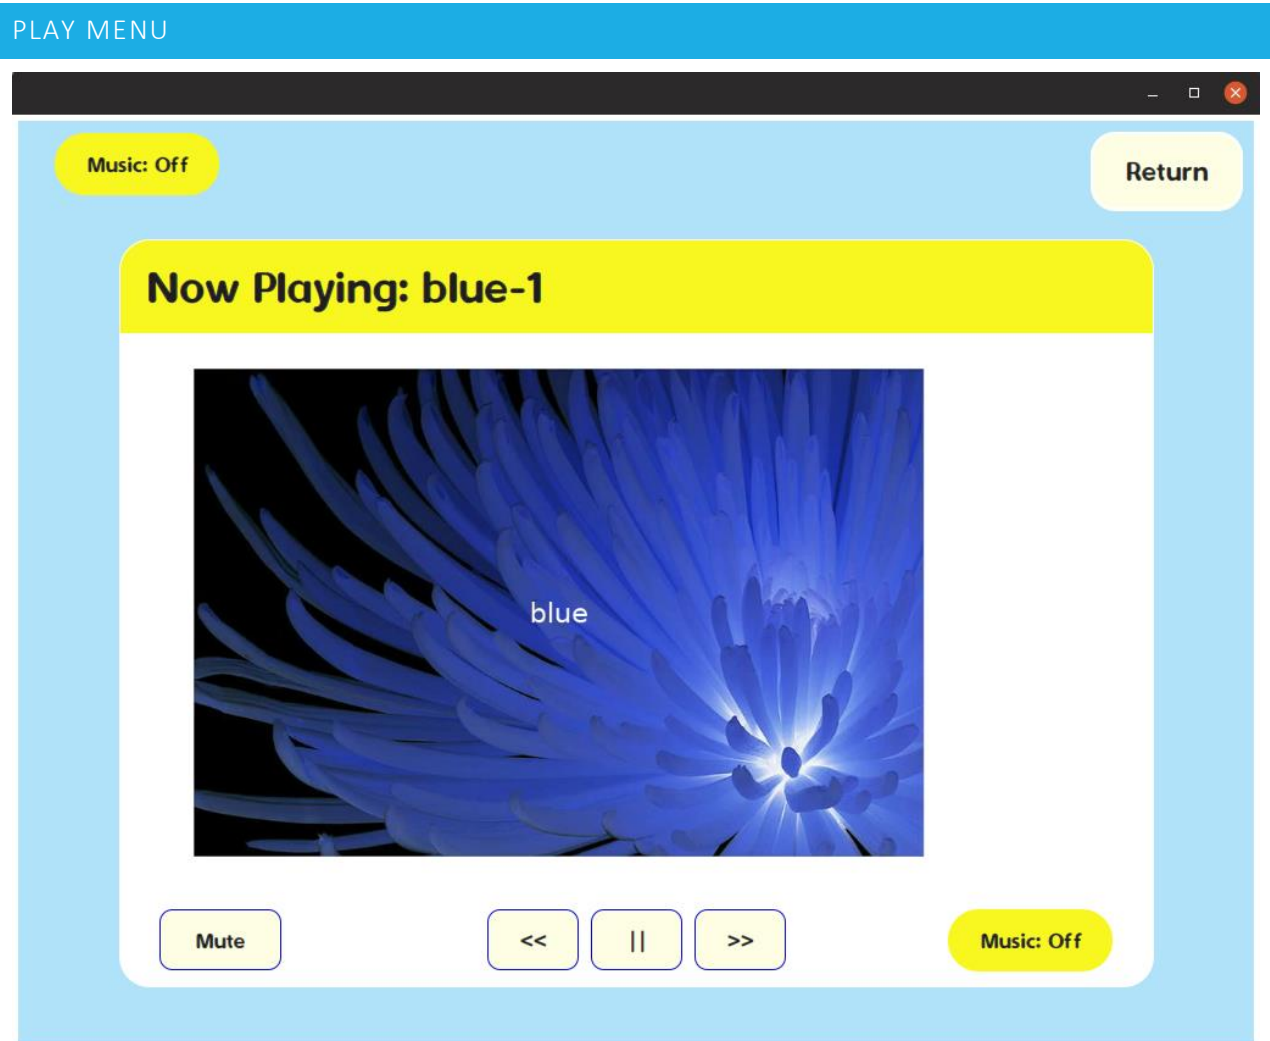 PLAY MENU
Music: Off
Return
Now Playing: blue-1
blue
Mute
<<
||
>>
Music: Off